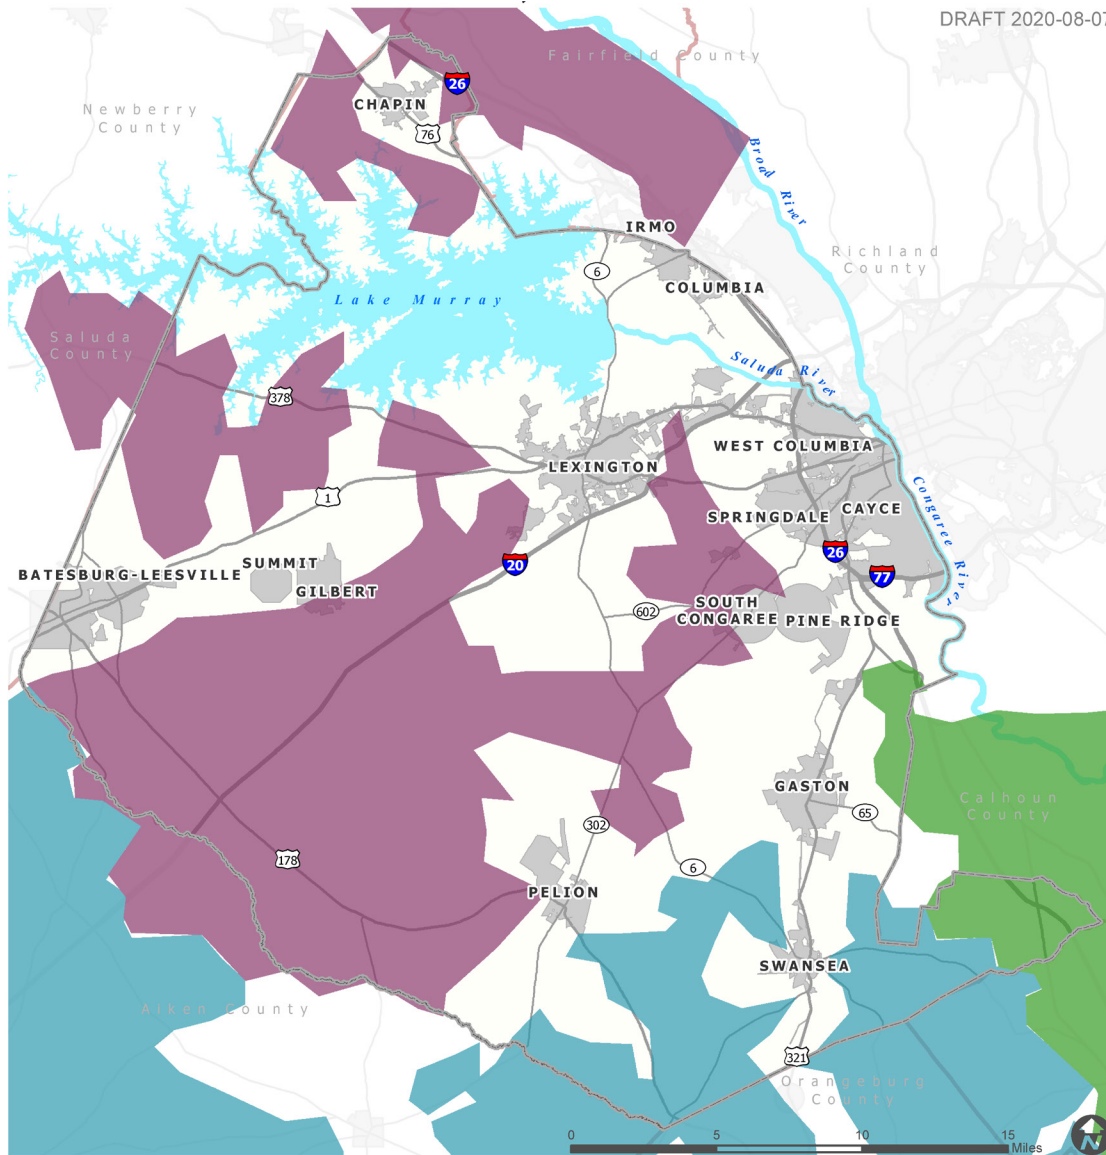 DRAFT 2020-08-07
Fairfield County
26
CHAPIN
Newberry
County
76
Broad River
IRMO
Richland
County
6
COLUMBIA
Lake Murray
Saluda
County
Saluda River
378
WEST COLUMBIA
LEXINGTON
1
CAYCE
SPRINGDALE
Congaree River
26
20
SUMMIT
BATESBURG-LEESVILLE
77
GILBERT
SOUTH
CONGAREE
602
PINE RIDGE
GASTON
Calhoun
County
65
302
178
6
PELION
SWANSEA
Aiken County
321
Orangeburg
County
0
5
10
15
Miles
N